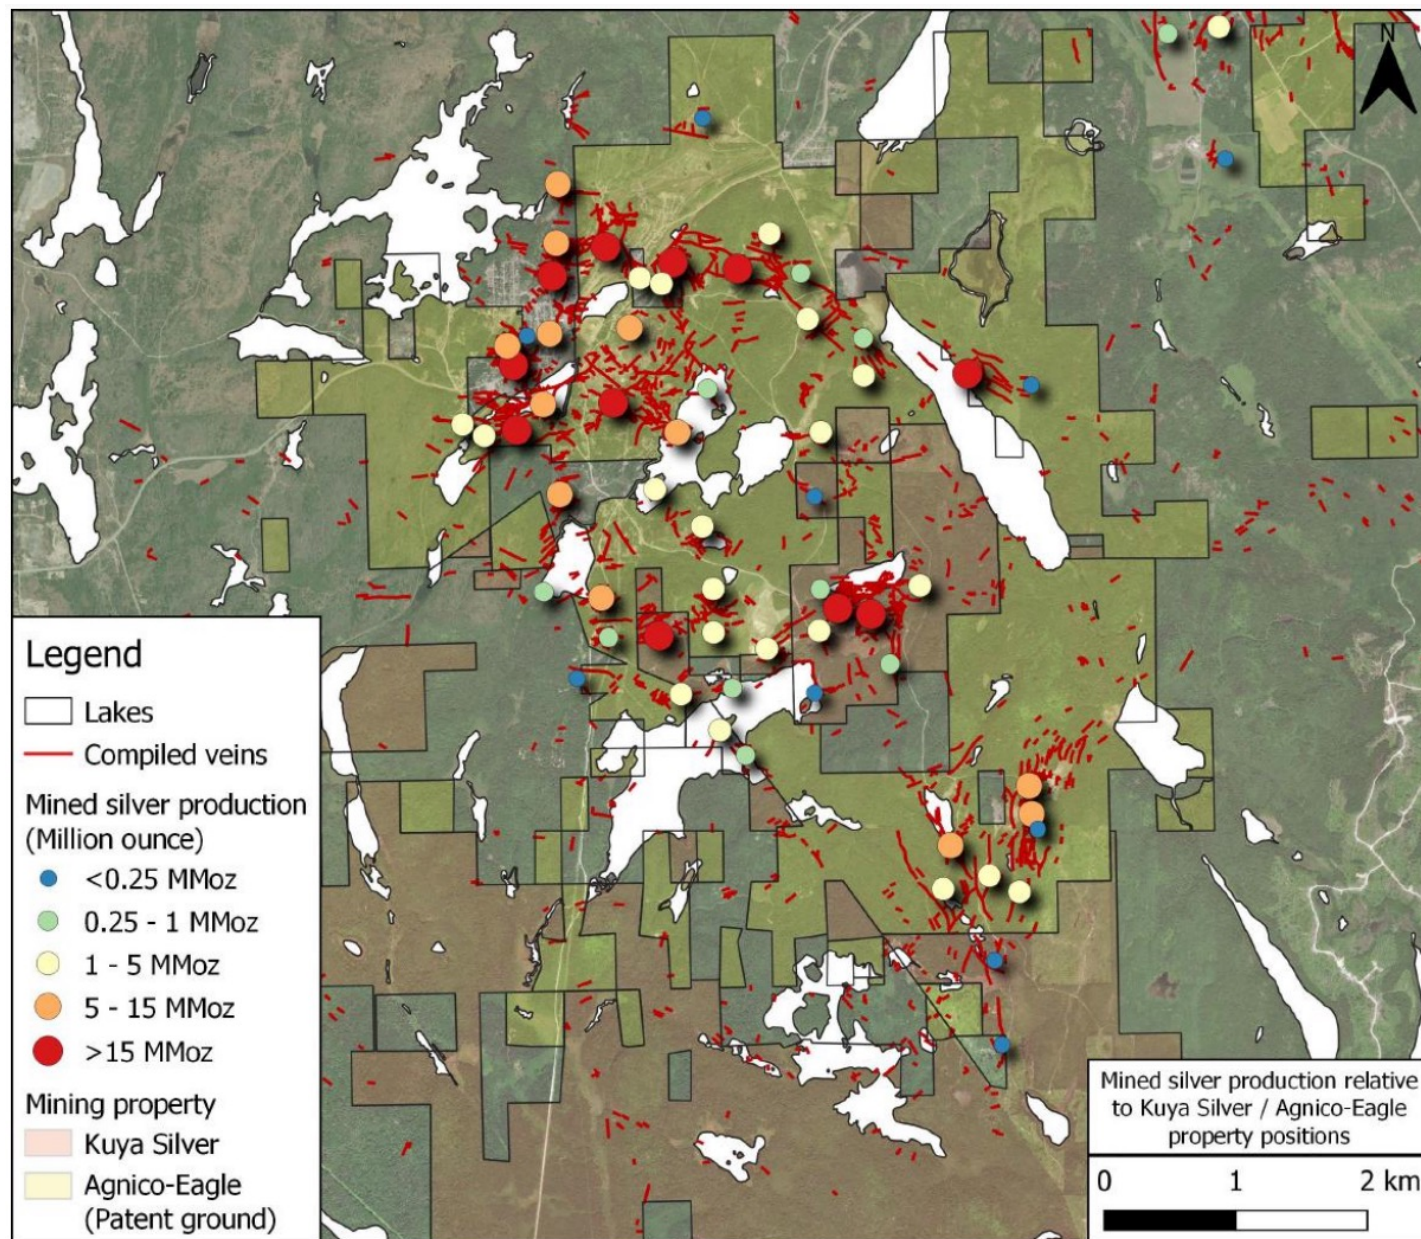 N
Legend
Lakes
Compiled veins
Mined silver production
(Million ounce)
<0.25 MMoz
0.25 - 1 MMoz
1 - 5 MMoz
5 - 15 MMoz
>15 MMoz
Mining property
Kuya Silver
Agnico-Eagle
(Patent ground)
Mined silver production relative
to Kuya Silver / Agnico-Eagle
property positions
0 1 2 km